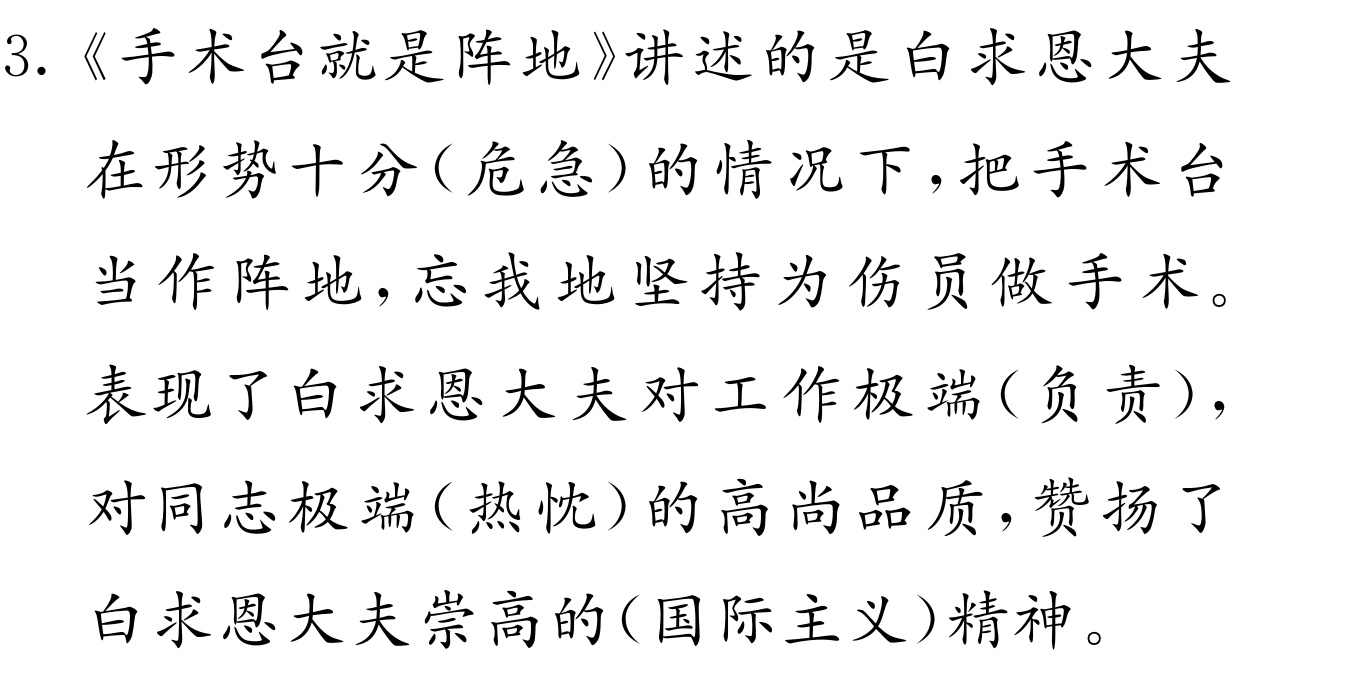 3.《手术台就是阵地》讲述的是白求恩大夫
在形势十分(危急)的情况下,把手术台
当作阵地,忘我地坚持为伤员做手术。
表现了白求恩大夫对工作极端(负责),
对同志极端(热忱)的高尚品质,赞扬了
白求恩大夫崇高的(国际主义)精神。